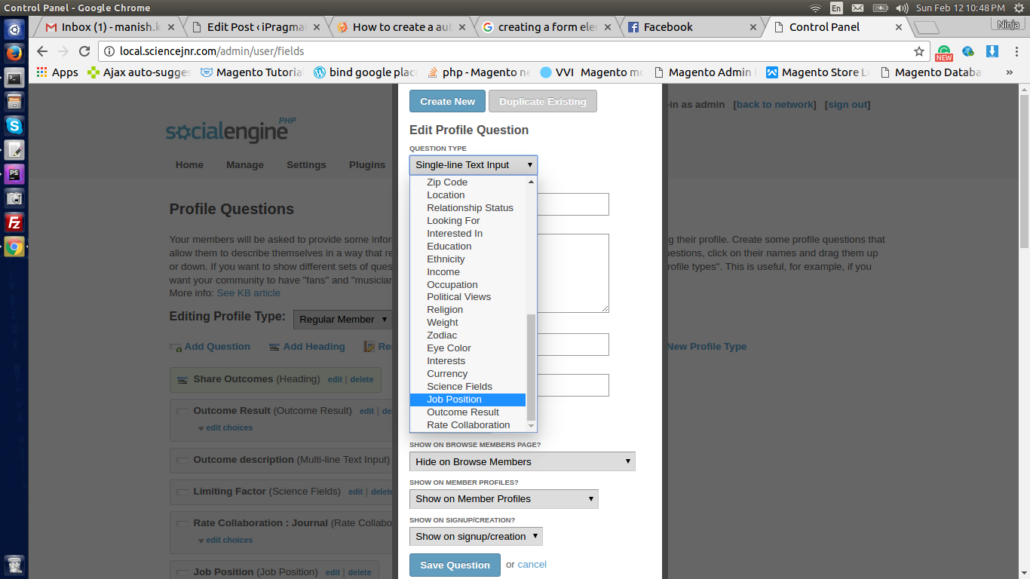 Control Panel - Google Chrome
En
Sun Feb 12 10:48 PM
Inbox (1) - manish.k
Edit Post ‹ iPragma
How to create a aut
creating a form ele
Facebook
Control Panel
Ninja
local.sciencejnr.com/admin/user/fields
NEW
Apps
Ajax auto-sugges
Magento Tutoria
bind google plac
php - Magento ne
VVI
Magento mo
Magento Admin
Magento Store L
Magento Databa
»
Create New
Duplicate Existing
-in as admin [back to network] [sign out]
socialengine PHP
Edit Profile Question
QUESTION TYPE
Home
Manage
Settings
Plugins
Single-line Text Input
Zip Code
Location
Relationship Status
Looking For
Interested In
Education
Ethnicity
Income
Occupation
Political Views
Religion
Weight
Zodiac
Eye Color
Interests
Currency
Science Fields
Job Position
Outcome Result
Rate Collaboration
Profile Questions
Your members will be asked to provide some infor
g their profile. Create some profile questions that
allow them to describe themselves in a way that re
estions, click on their names and drag them up
or down. If you want to show different sets of ques
rofile types". This is useful, for example, if you
want your community to have "fans" and "musician
More info: See KB article
Editing Profile Type:
Regular Member
Add Question
Add Heading
Re
New Profile Type
Share Outcomes (Heading) edit | delete
Outcome Result (Outcome Result) edit | de
edit choices
Outcome description (Multi-line Text Input)
Limiting Factor (Science Fields) edit | delete
Rate Collaboration : Journal (Rate Collabo
edit choices
Job Position (Job Position) edit | delete
SHOW ON BROWSE MEMBERS PAGE?
Hide on Browse Members
SHOW ON MEMBER PROFILES?
Show on Member Profiles
SHOW ON SIGNUP/CREATION?
Show on signup/creation
Save Question
or cancel